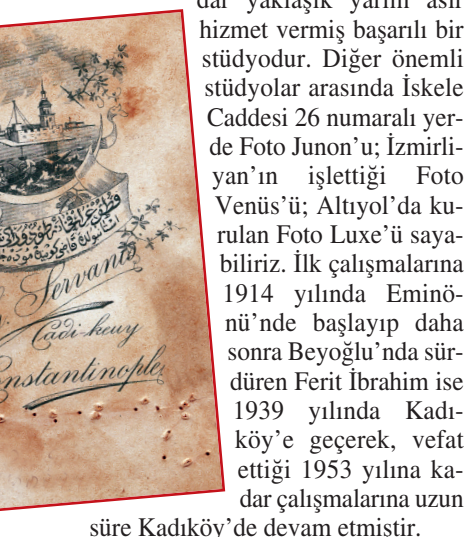 dar yaklaşık yarım asır
hizmet vermiş başarılı bir
stüdyodur. Diğer önemli
stüdyolar arasında İskele
Caddesi 26 numaralı yer-
de Foto Junon’u; İzmirli-
yan’ın işlettiği Foto
Venüs’ü; Altıyol’da ku-
rulan Foto Luxe’ü saya-
biliriz. İlk çalışmalarına
1914 yılında Eminö-
nü’nde başlayıp daha
sonra Beyoğlu’nda sür-
düren Ferit İbrahim ise
1939 yılında Kadı-
köy’e geçerek, vefat
ettiği 1953 yılına ka-
dar çalışmalarına uzun
süre Kadıköy’de devam etmiştir.
Servanis
Cadi-keuy
nstantinople